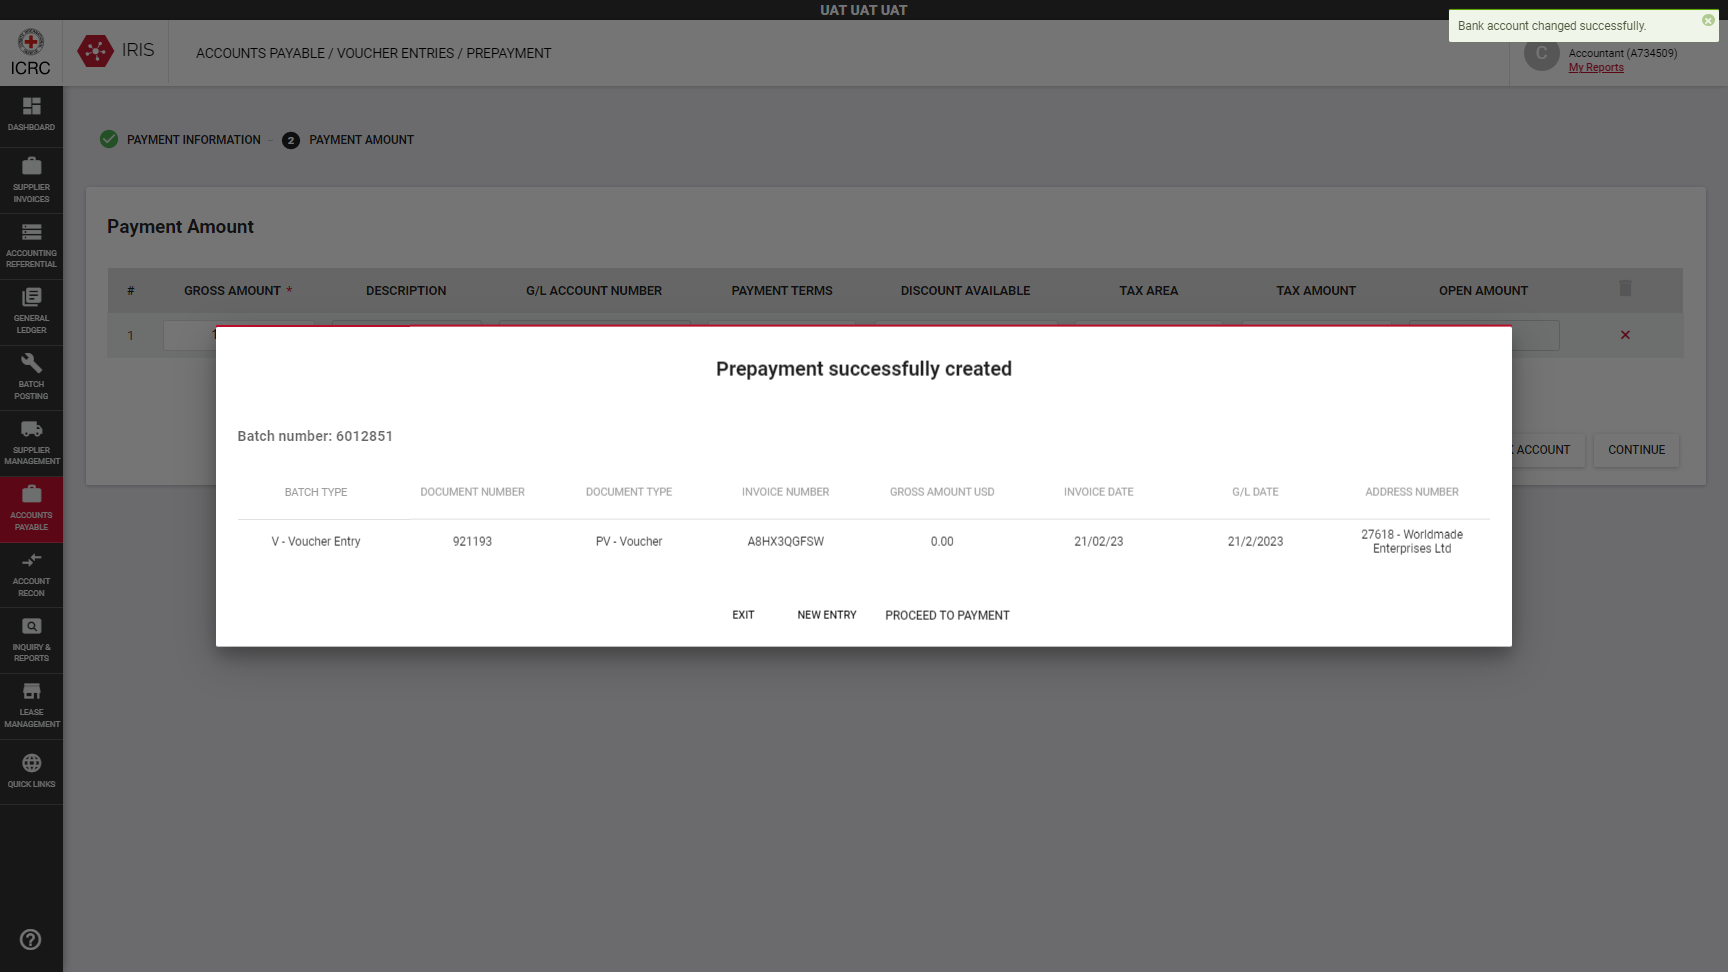 UAT UAT UAT
Bank account changed successfully.
ICRC
IRIS
ACCOUNTS PAYABLE / VOUCHER ENTRIES / PREPAYMENT
C
Accountant (A734509)
My Reports
DASHBOARD
SUPPLIER
INVOICES
ACCOUNTING
REFERENTIAL
GENERAL
LEDGER
BATCH
POSTING
SUPPLIER
MANAGEMENT
ACCOUNTS
PAYABLE
ACCOUNT
RECON
INQUIRY &
REPORTS
LEASE
MANAGEMENT
QUICK LINKS
PAYMENT INFORMATION
2 PAYMENT AMOUNT
Payment Amount
# GROSS AMOUNT * DESCRIPTION G/L ACCOUNT NUMBER PAYMENT TERMS DISCOUNT AVAILABLE TAX AREA TAX AMOUNT OPEN AMOUNT
1
ACCOUNT
CONTINUE
Prepayment successfully created
Batch number: 6012851
BATCH TYPE DOCUMENT NUMBER DOCUMENT TYPE INVOICE NUMBER GROSS AMOUNT USD INVOICE DATE G/L DATE ADDRESS NUMBER
V - Voucher Entry 921193 PV - Voucher A8HX3QGFSW 0.00 21/02/23 21/2/2023 27618 - Worldmade
Enterprises Ltd
EXIT NEW ENTRY PROCEED TO PAYMENT